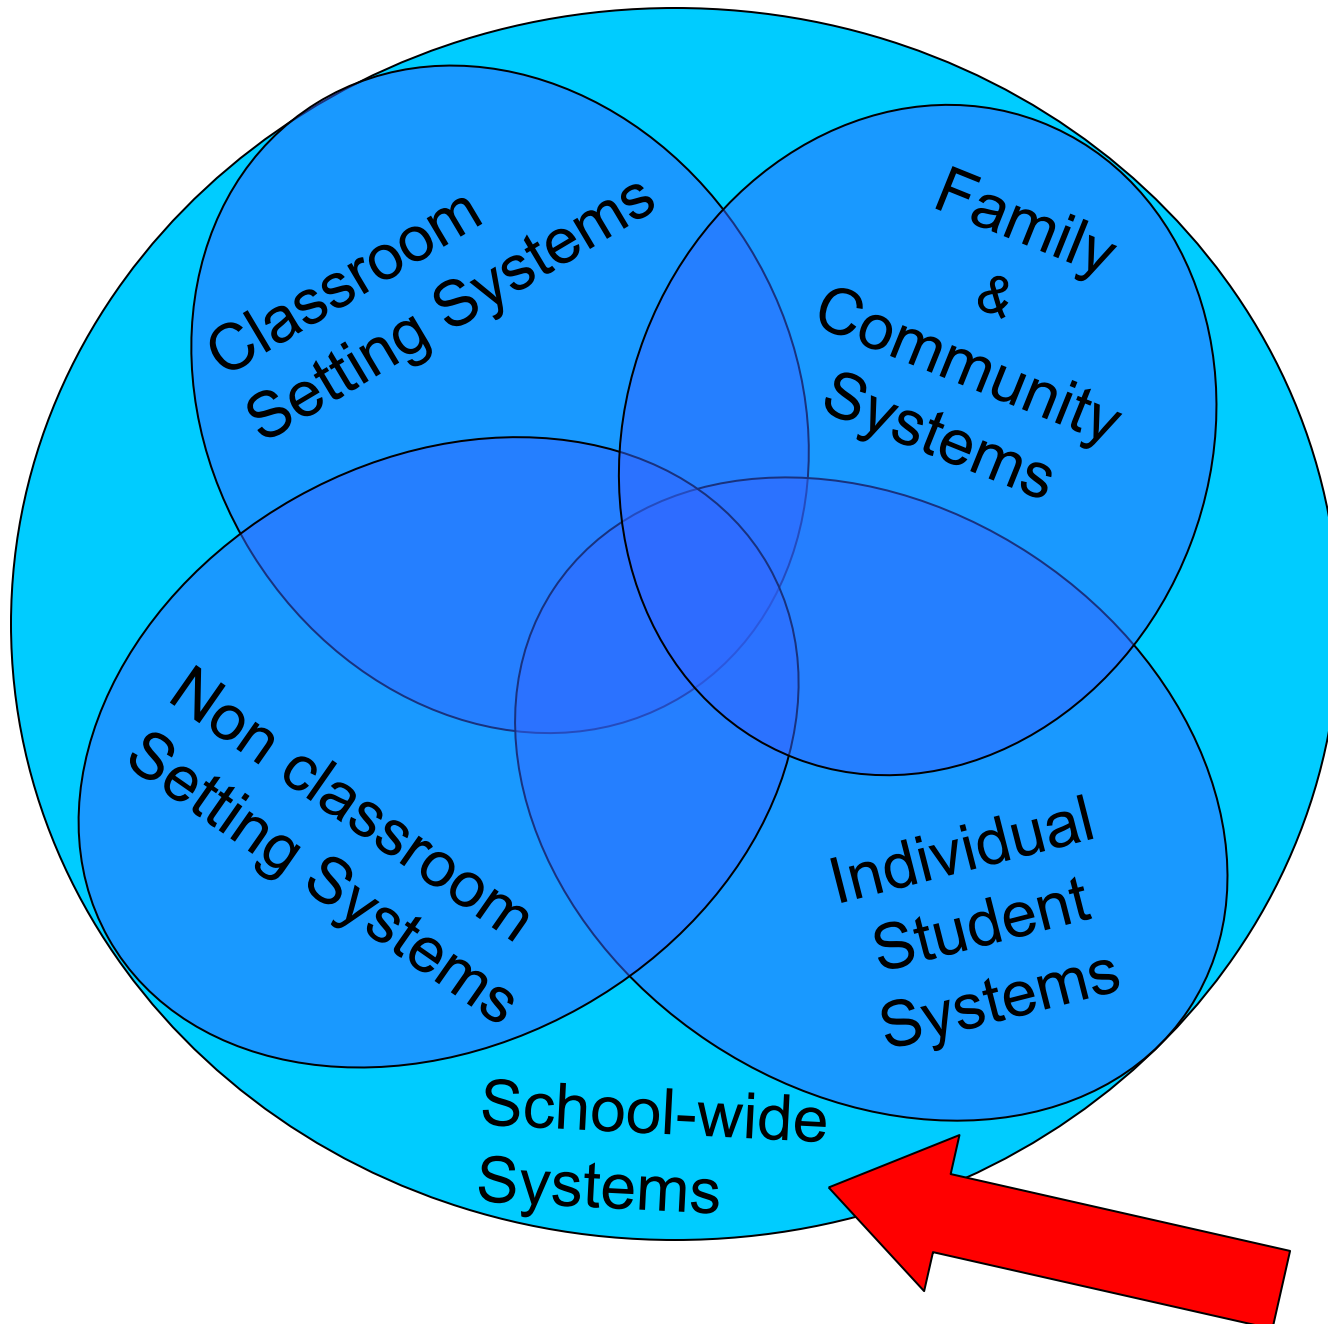 Classroom
Setting Systems
Family
&
Community
Systems
Non classroom
Setting Systems
Individual
Student
Systems
School-wide
Systems